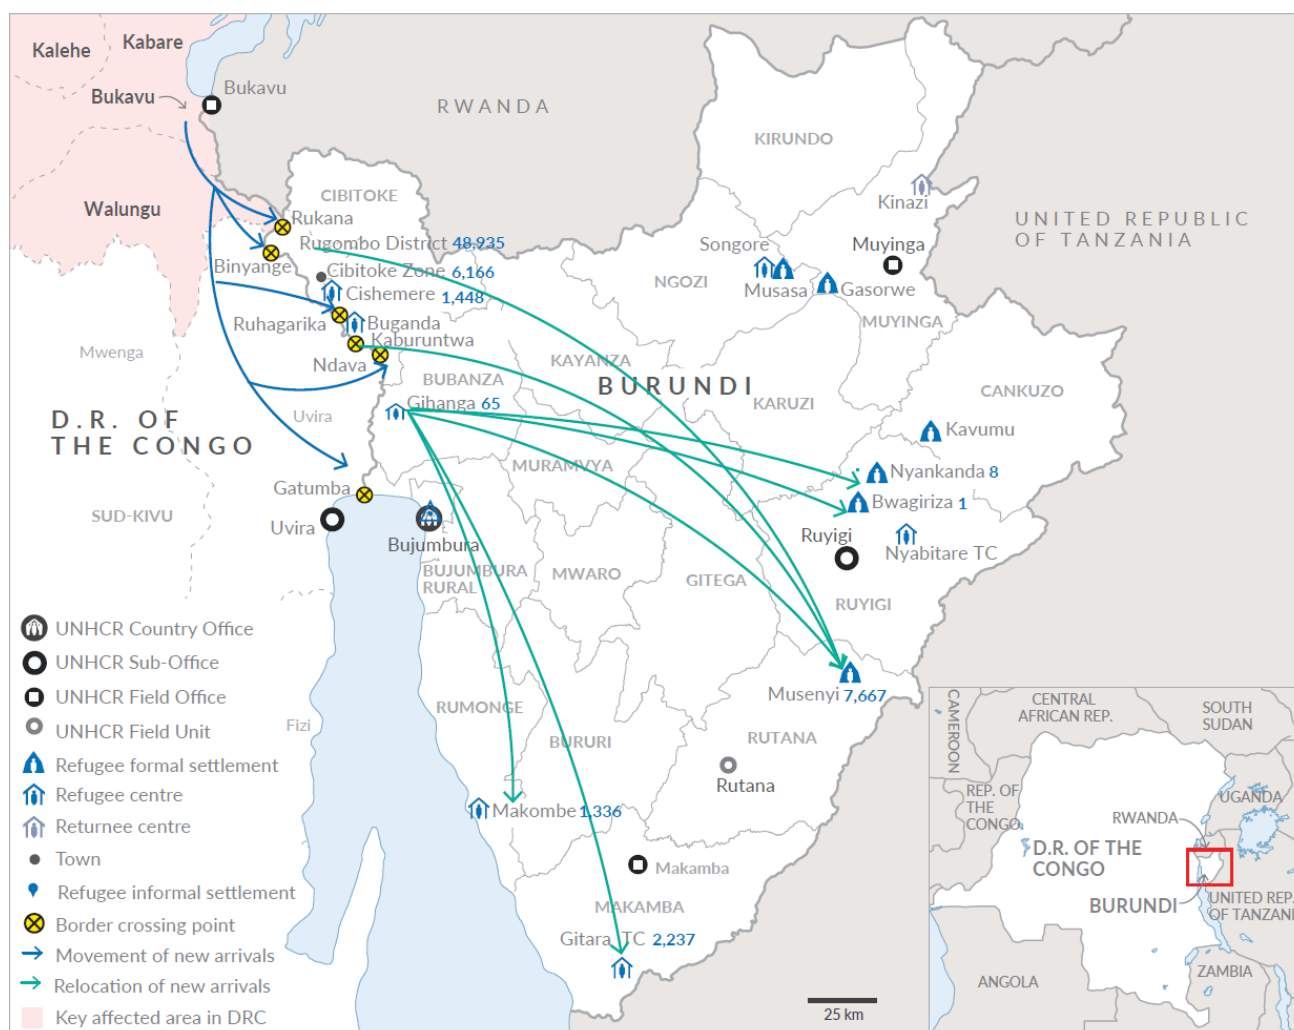 Kalehe
Kabare
Bukavu
Bukavu
RWANDA
KIRUNDO
Kinazi
UNITED REPUBLIC
OF TANZANIA
Walungu
CIBITOKE
Rukana
Rugombo District 48,935
Binyange
Cibitoke Zone 6,166
Cishemere 1,448
Ruhagarika
Buganda
Kaburuntwa
Ndava
Songore
Musasa
Muyinga
Gasorwe
NGOZI
MUYINGA
Mwenga
KAYANZA
BUBANZA
BURUNDI
KARUZI
CANKUZO
Gihanga 65
Uvira
D.R. OF
THE CONGO
Kavumu
MURAMVYA
Nyankanda 8
Gatumba
Bwagiriza 1
SUD-KIVU
Uvira
Bujumbura
Ruyigi
Nyabitare TC
BUJUMBURA
RURAL
MWARO
GITEGA
RUYIGI
Musenyi 7,667
RUMONGE
Fizi
BURURI
RUTANA
Rutana
Makombe 1,336
Makamba
MAKAMBA
Gitara TC 2,237
25 km
UNHCR Country Office
UNHCR Sub-Office
UNHCR Field Office
UNHCR Field Unit
Refugee formal settlement
Refugee centre
Returnee centre
Town
Refugee informal settlement
Border crossing point
Movement of new arrivals
Relocation of new arrivals
Key affected area in DRC
CAMEROON
CENTRAL
AFRICAN REP.
SOUTH
SUDAN
REP. OF
THE
CONGO
UGANDA
RWANDA
D.R. OF THE
CONGO
BURUNDI
UNITED REP.
OF TANZANI
ANGOLA
ZAMBIA